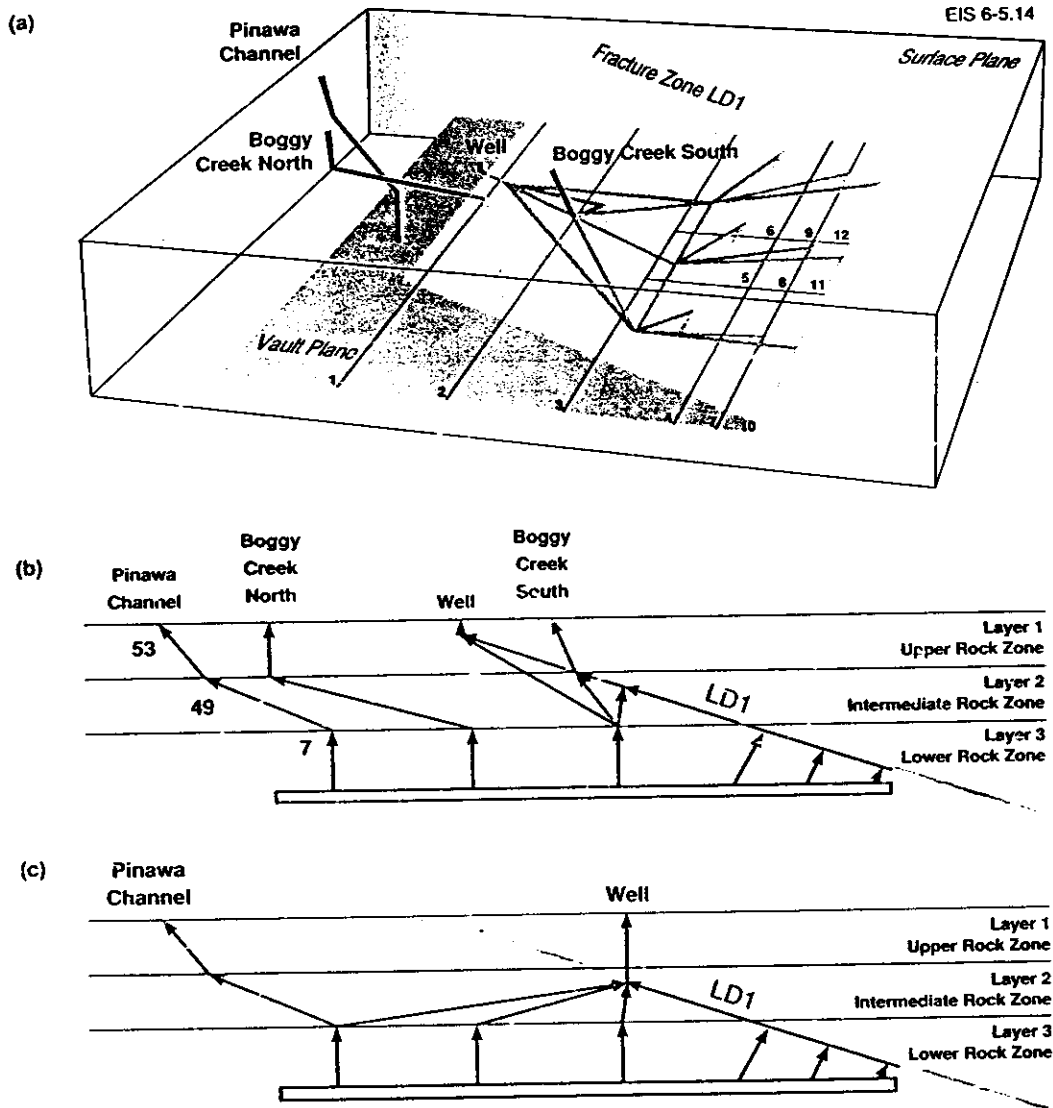 (a)
EIS 6-5.14
Pinawa
Channel
Fracture Zone LD1
Surface Plane
Boggy
Creek North
Well
Boggy Creek South
6
9
12
5
8
11
Vault Plane
1
2
3
4
10
(b)
Pinawa
Channel
Boggy
Creek
North
Well
Boggy
Creek
South
53
Layer 1
Upper Rock Zone
49
LD1
Layer 2
Intermediate Rock Zone
7
Layer 3
Lower Rock Zone
(c)
Pinawa
Channel
Well
Layer 1
Upper Rock Zone
LD1
Layer 2
Intermediate Rock Zone
Layer 3
Lower Rock Zone